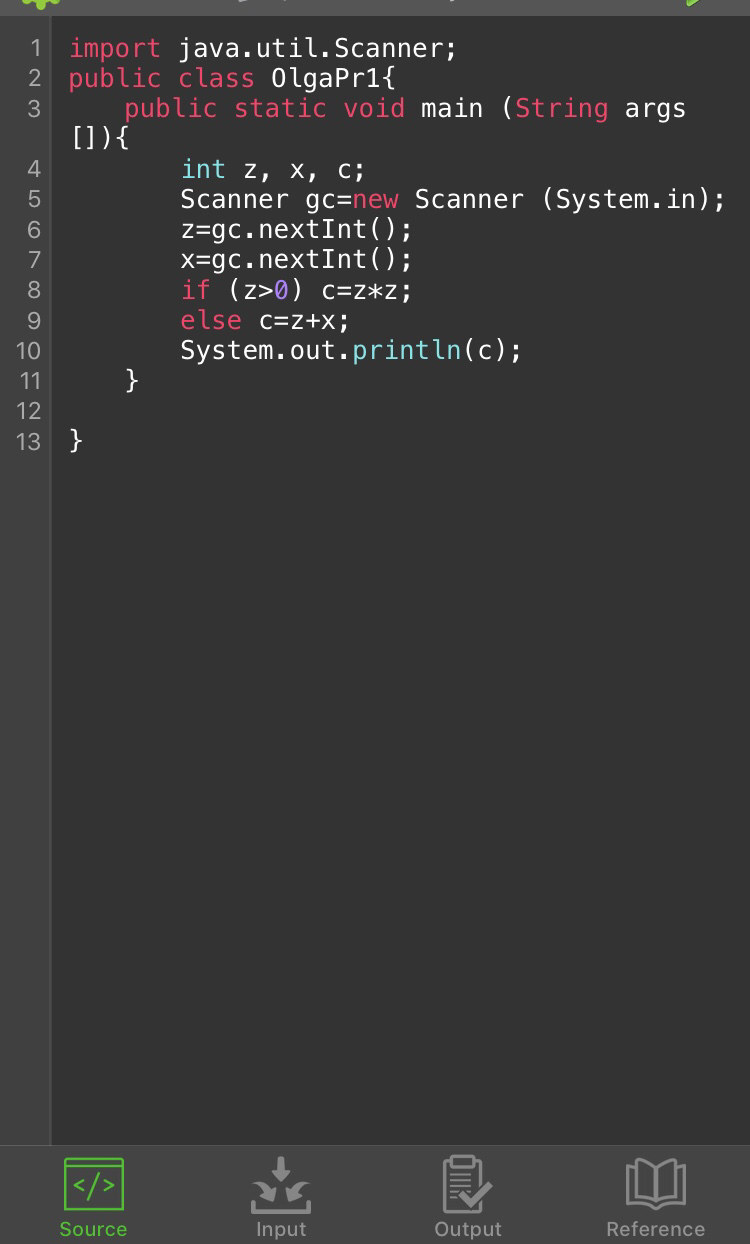 1 import java.util.Scanner;
2 public class OlgaPr1{
3 public static void main (String args
[]){
4 int z, x, c;
5 Scanner gc=new Scanner (System.in);
6 z=gc.nextInt();
7 x=gc.nextInt();
8 if (z>0) c=z*z;
9 else c=z+x;
10 System.out.println(c);
11 }
12
13 }
</>
Source Input Output Reference